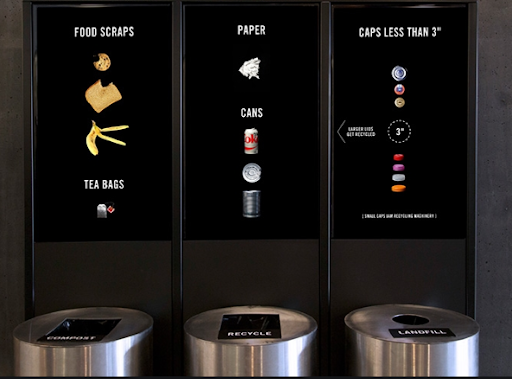 FOOD SCRAPS
TEA BAGS
PAPER
CANS
CAPS LESS THAN 3"
LARGER LIDS
GET RECYCLED
3"
[ SMALL CAPS JAM RECYCLING MACHINERY ]
COMPOST
RECYCLE
LANDFILL